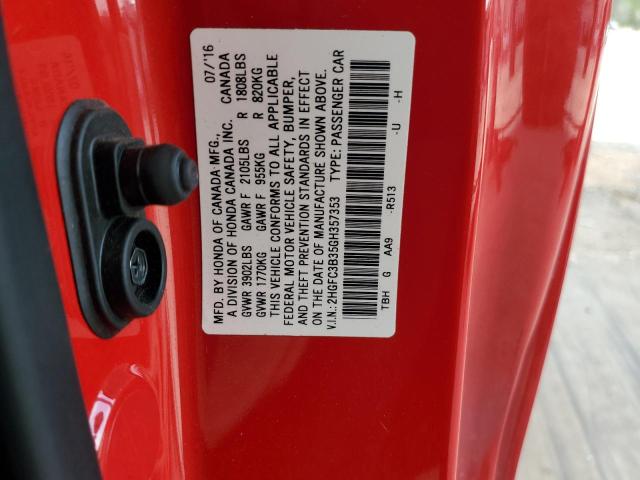 MFD. BY HONDA OF CANADA MFG., 07/'16
A DIVISION OF HONDA CANADA INC. CANADA
GVWR 3902LBS GAWR F 2105LBS R 1808LBS
GVWR 1770KG GAWR F 955KG R 820KG
THIS VEHICLE CONFORMS TO ALL APPLICABLE
FEDERAL MOTOR VEHICLE SAFETY, BUMPER,
AND THEFT PREVENTION STANDARDS IN EFFECT
ON THE DATE OF MANUFACTURE SHOWN ABOVE.
V.I.N.: 2HGFC3B35GH357353 TYPE: PASSENGER CAR
TBH G AA9 -R513 -U -H